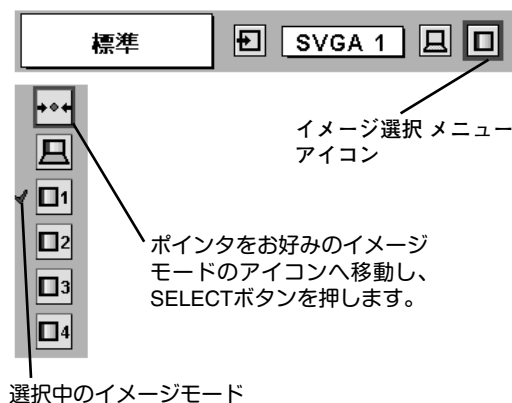 標準
SVGA 1
イメージ選択 メニュー
アイコン
1
2
3
4
ポインタをお好みのイメージ
モードのアイコンへ移動し、
SELECTボタンを押します。
選択中のイメージモード